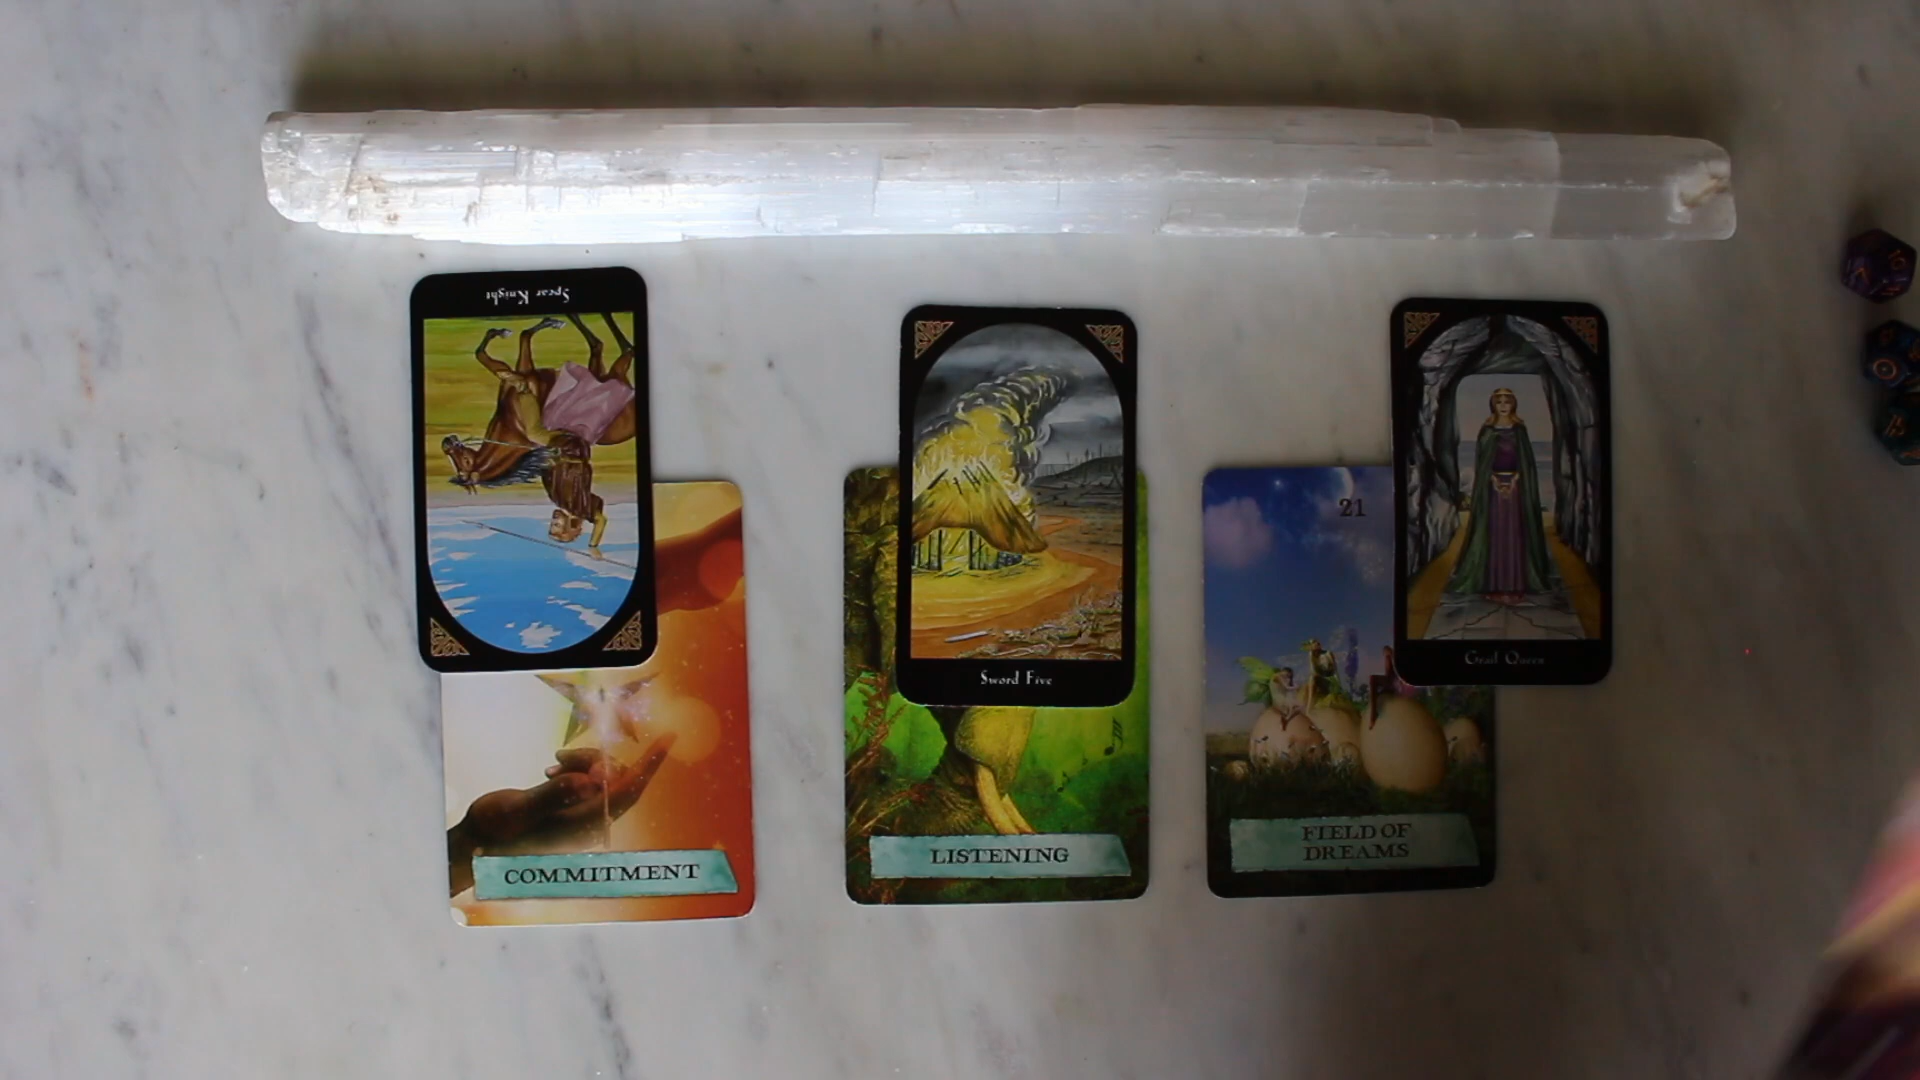 Spear Knight
COMMITMENT
Sword Five
LISTENING
21
Grail Queen
FIELD OF
DREAMS